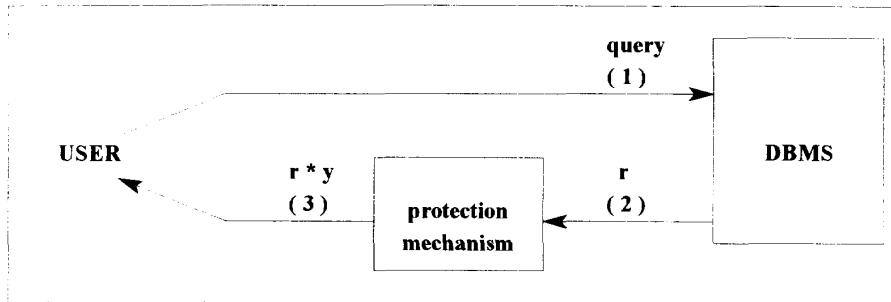 query
( 1 )
USER
DBMS
r * y
( 3 )
protection
mechanism
r
( 2 )